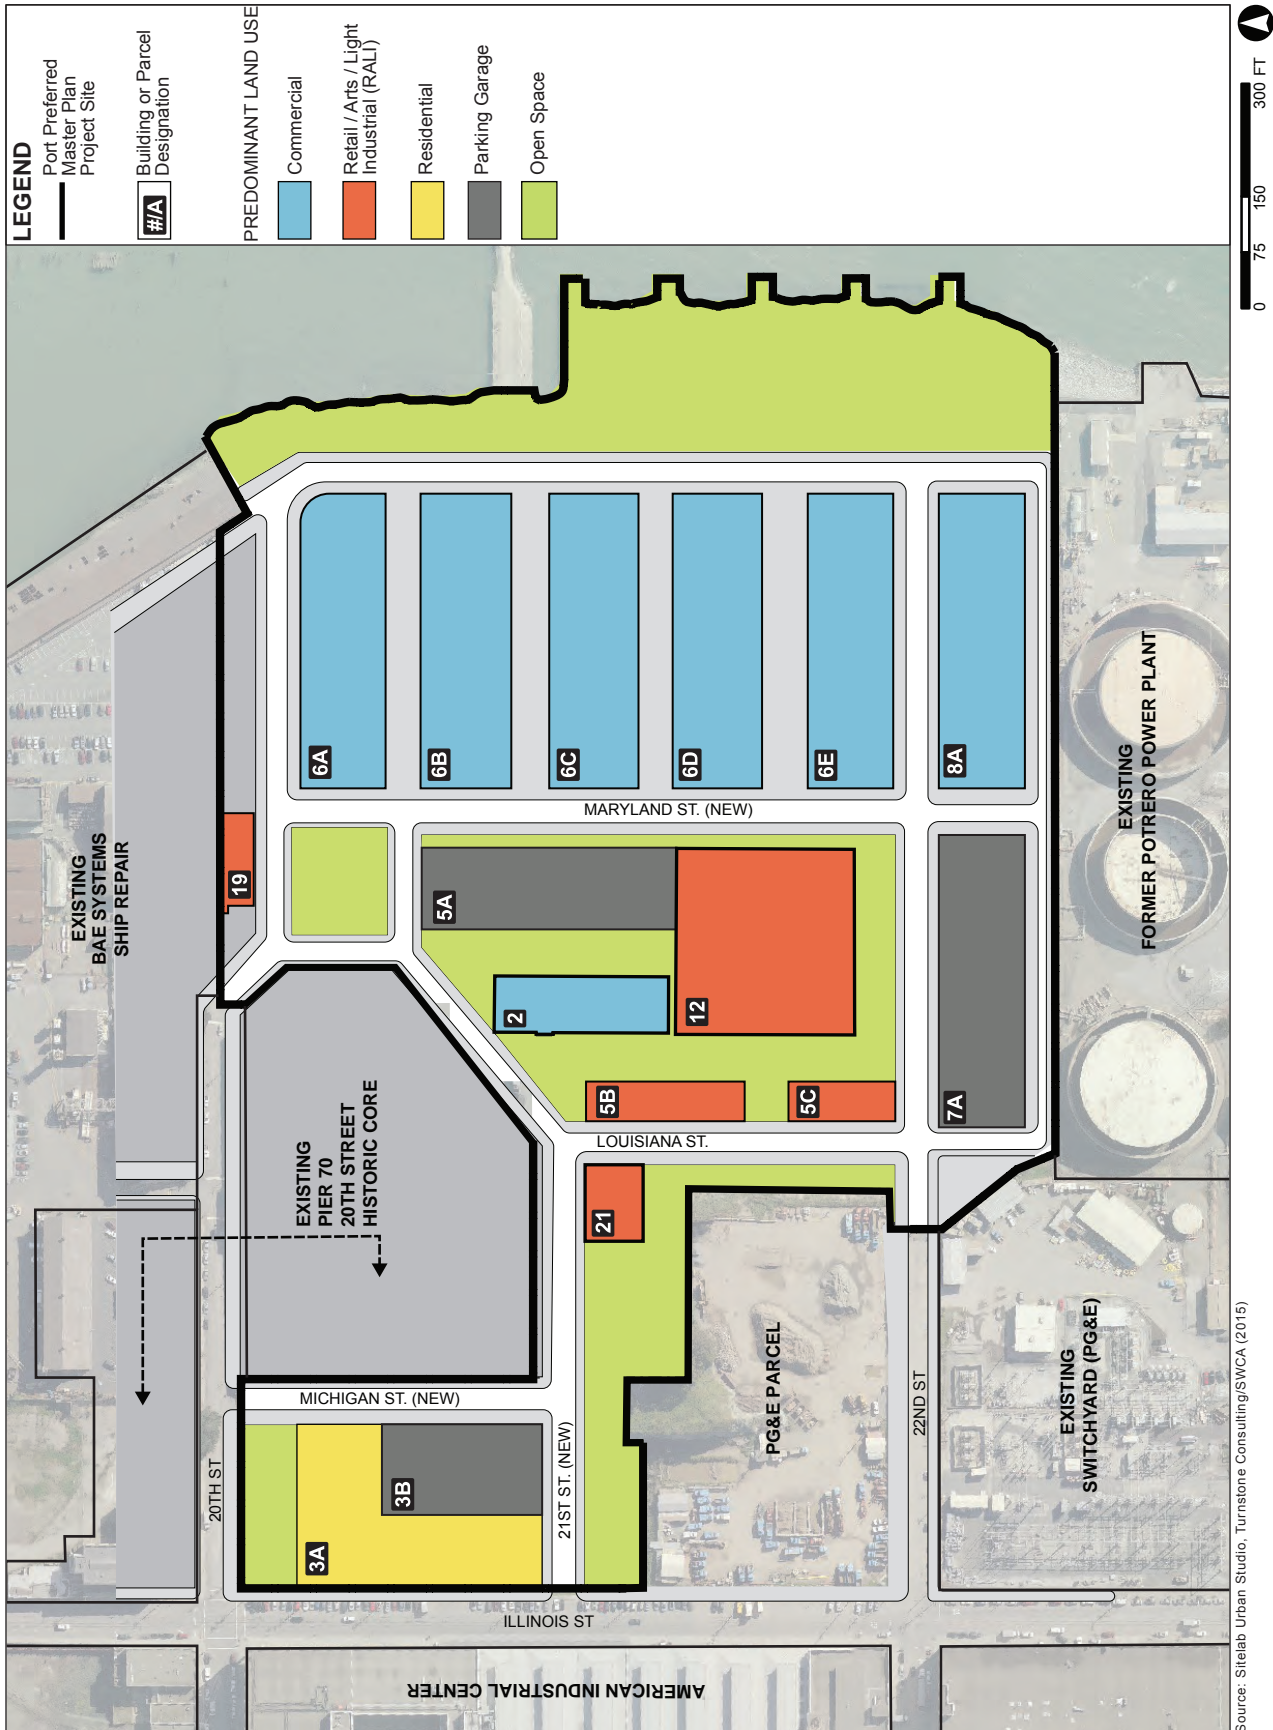 LEGEND
Port Preferred
Master Plan
Project Site
#/A
Building or Parcel
Designation
PREDOMINANT LAND USE
Commercial
Retail / Arts / Light
Industrial (RALI)
Residential
Parking Garage
Open Space
EXISTING
BAE SYSTEMS
SHIP REPAIR
19
6A
6B
6C
6D
6E
8A
MARYLAND ST. (NEW)
5A
2
12
5B
5C
7A
LOUISIANA ST.
21
EXISTING
PIER 70
20TH STREET
HISTORIC CORE
MICHIGAN ST. (NEW)
20TH ST
3A
3B
21ST ST. (NEW)
PG&E PARCEL
22ND ST
EXISTING
SWITCHYARD (PG&E)
EXISTING
FORMER POTRERO POWER PLANT
ILLINOIS ST
AMERICAN INDUSTRIAL CENTER
0 75 150 300 FT
Source: Sitelab Urban Studio, Turnstone Consulting/SWCA (2015)